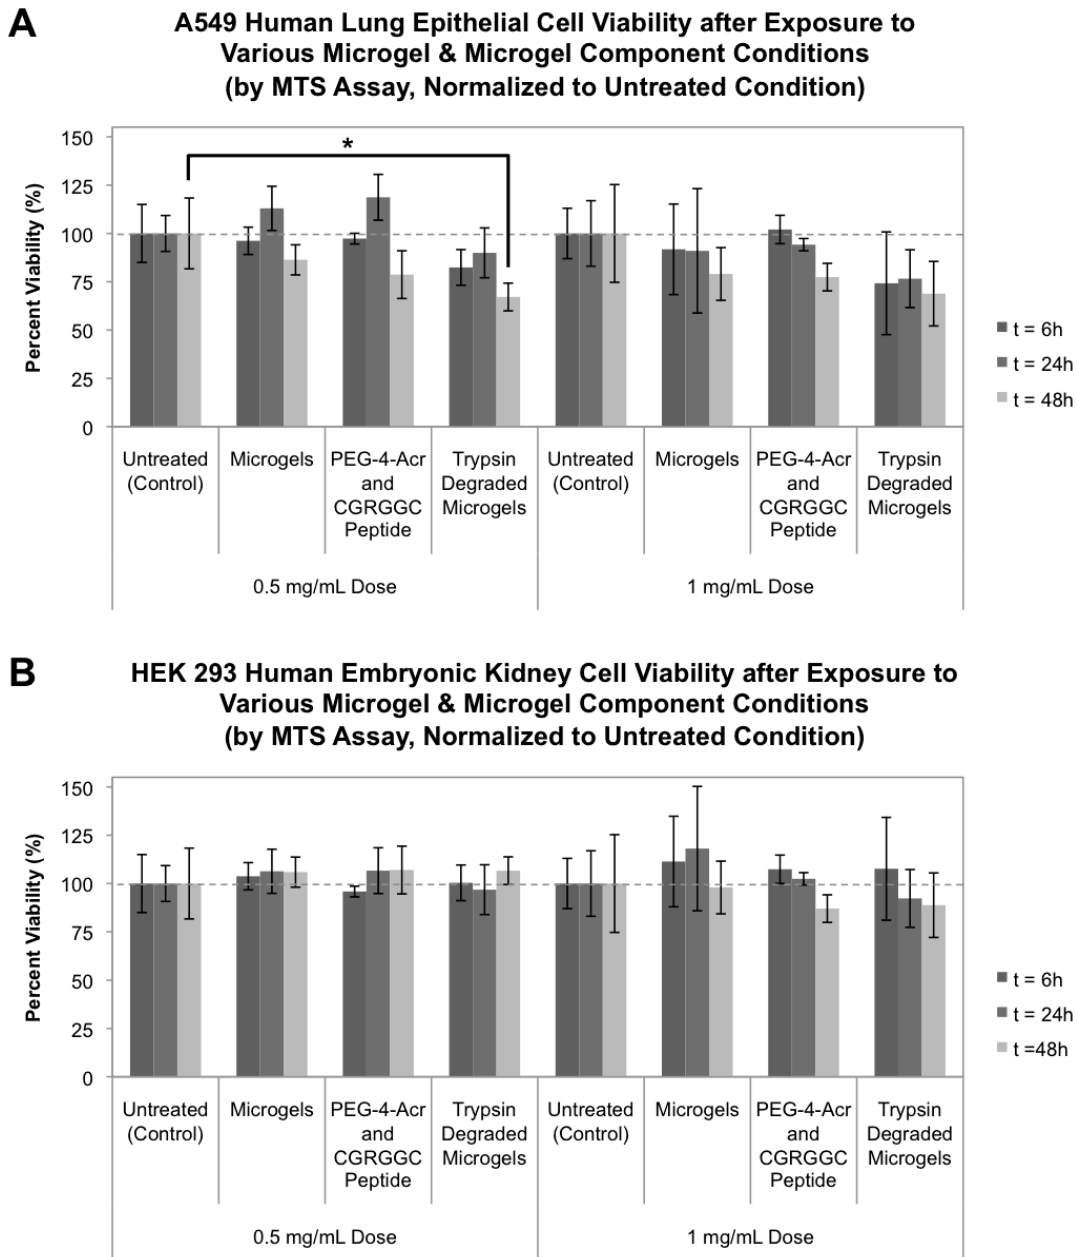 A
A549 Human Lung Epithelial Cell Viability after Exposure to
Various Microgel & Microgel Component Conditions
(by MTS Assay, Normalized to Untreated Condition)
Percent Viability (%)
150
125
100
75
50
25
0
*
t = 6h
t = 24h
t = 48h
Untreated
(Control)
Microgels
PEG-4-Acr
and
CGRGGC
Peptide
Trypsin
Degraded
Microgels
Untreated
(Control)
Microgels
PEG-4-Acr
and
CGRGGC
Peptide
Trypsin
Degraded
Microgels
0.5 mg/mL Dose
1 mg/mL Dose
B
HEK 293 Human Embryonic Kidney Cell Viability after Exposure to
Various Microgel & Microgel Component Conditions
(by MTS Assay, Normalized to Untreated Condition)
Percent Viability (%)
150
125
100
75
50
25
0
t = 6h
t = 24h
t =48h
Untreated
(Control)
Microgels
PEG-4-Acr
and
CGRGGC
Peptide
Trypsin
Degraded
Microgels
Untreated
(Control)
Microgels
PEG-4-Acr
and
CGRGGC
Peptide
Trypsin
Degraded
Microgels
0.5 mg/mL Dose
1 mg/mL Dose